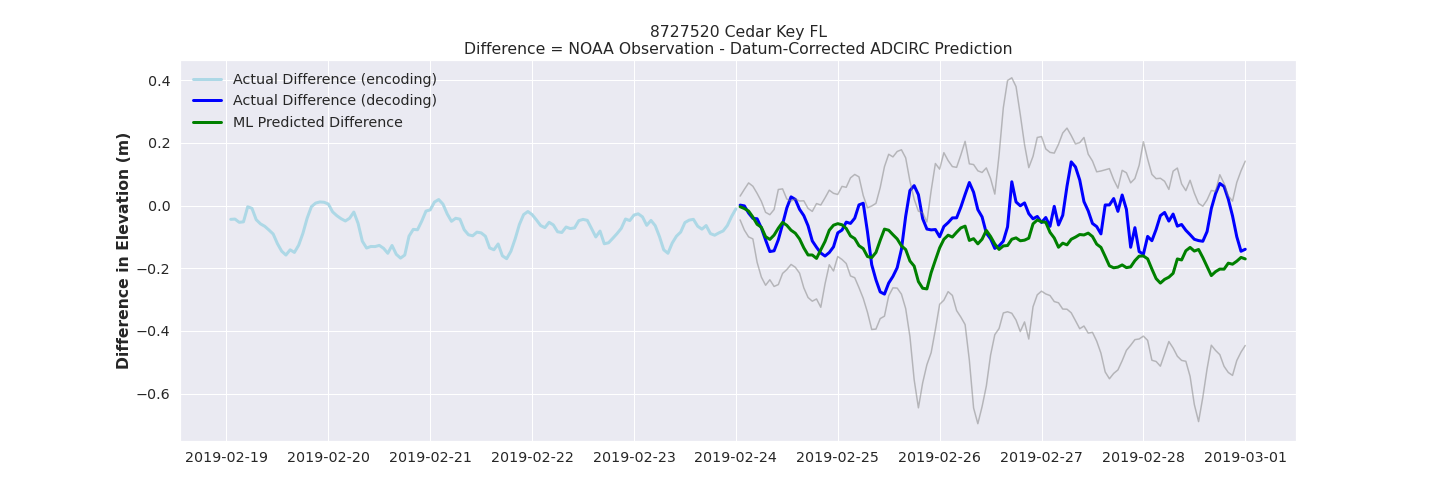 8727520 Cedar Key FL
Difference = NOAA Observation - Datum-Corrected ADCIRC Prediction
Actual Difference (encoding)
Actual Difference (decoding)
ML Predicted Difference
Difference in Elevation (m)
0.4
0.2
0.0
−0.2
−0.4
−0.6
2019-02-19 2019-02-20 2019-02-21 2019-02-22 2019-02-23 2019-02-24 2019-02-25 2019-02-26 2019-02-27 2019-02-28 2019-03-01